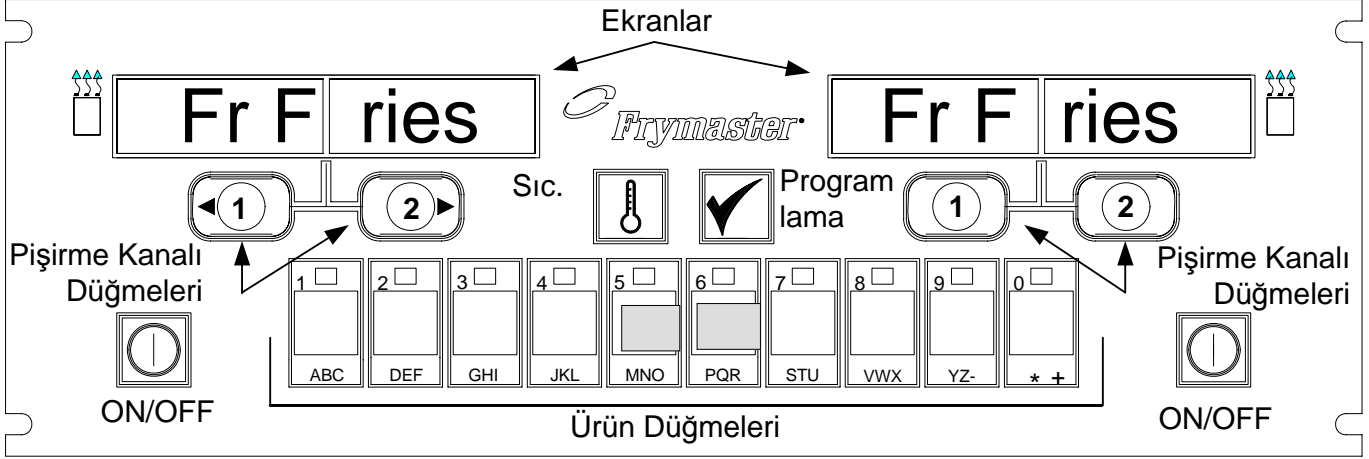 Ekranlar
Fr F ries
Frymaster
Fr F ries
Sıc.
Program
lama
1
2
1
2
Pişirme Kanalı
Düğmeleri
Pişirme Kanalı
Düğmeleri
1 2 3 4 5 6 7 8 9 0
ABC DEF GHI JKL MNO PQR STU VWX YZ- * +
ON/OFF
ON/OFF
Ürün Düğmeleri